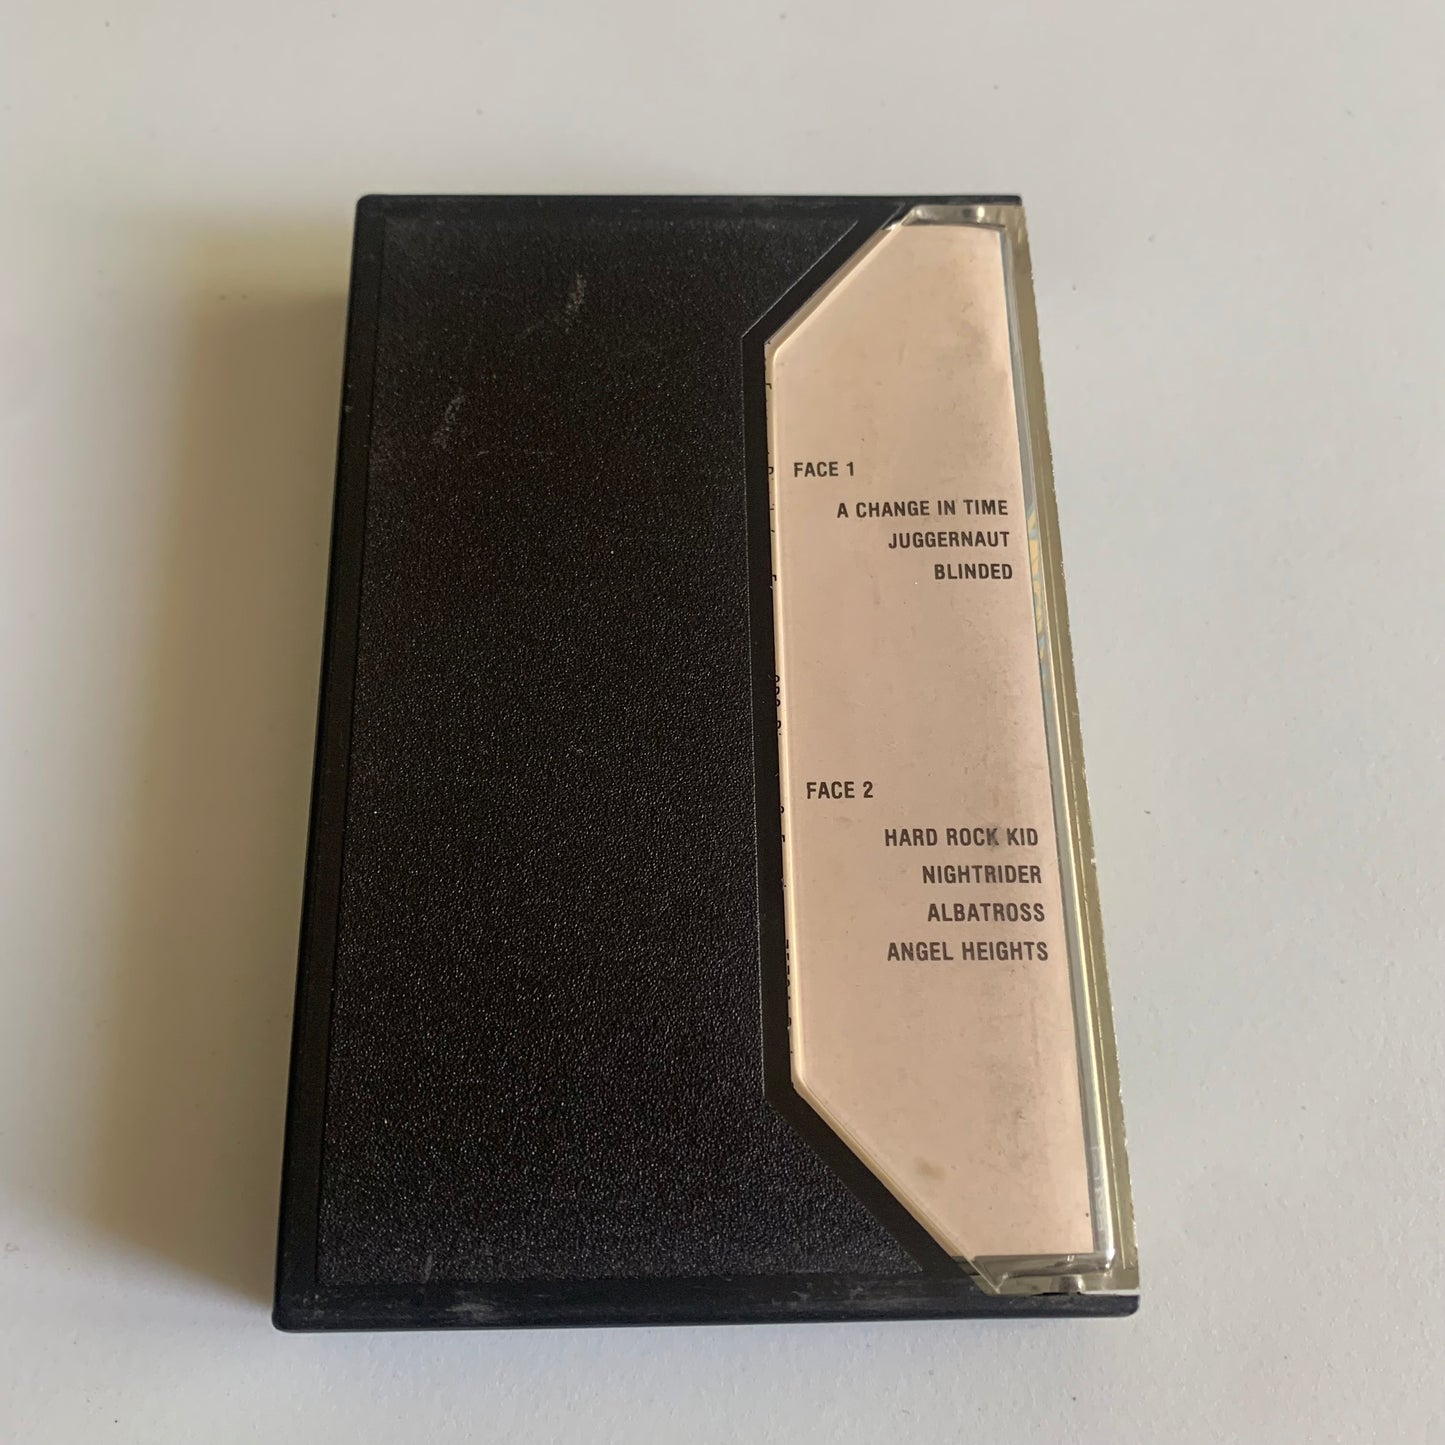 FACE 1
A CHANGE IN TIME
JUGGERNAUT
BLINDED
FACE 2
HARD ROCK KID
NIGHTRIDER
ALBATROSS
ANGEL HEIGHTS